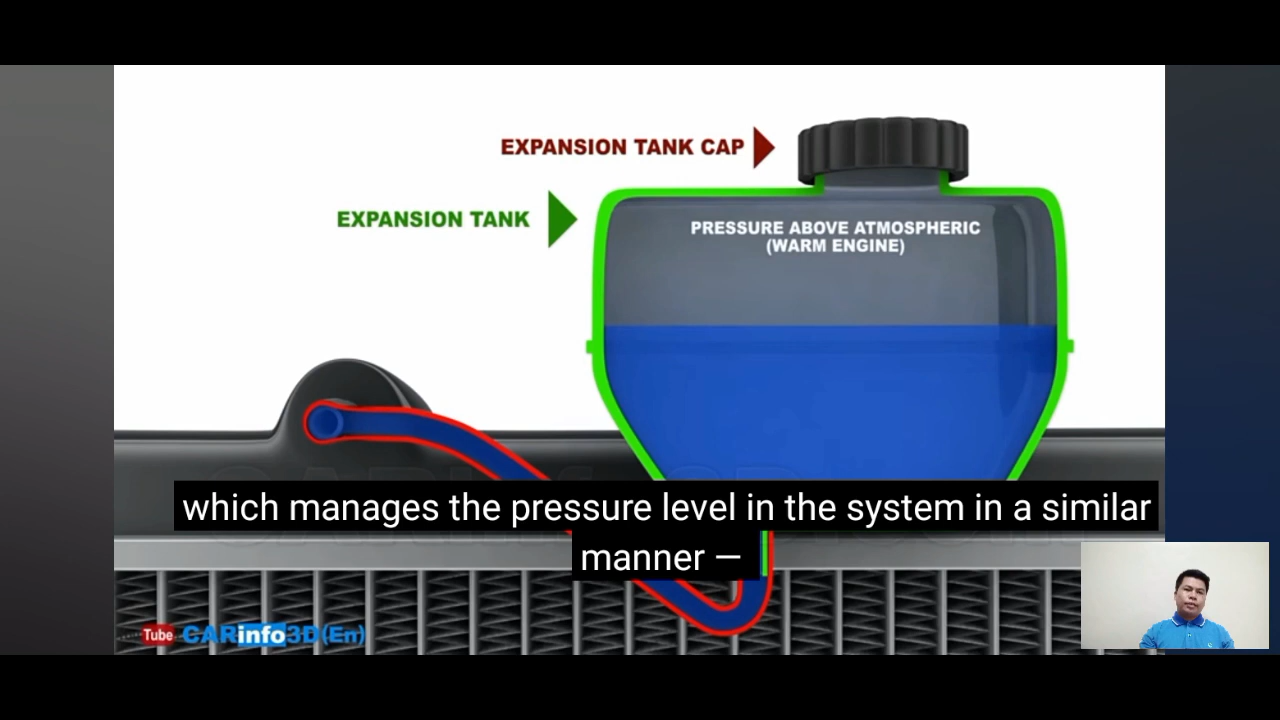 EXPANSION TANK CAP
EXPANSION TANK
PRESSURE ABOVE ATMOSPHERIC
(WARM ENGINE)
which manages the pressure level in the system in a similar
manner —
Tube CARinfo3D(En)